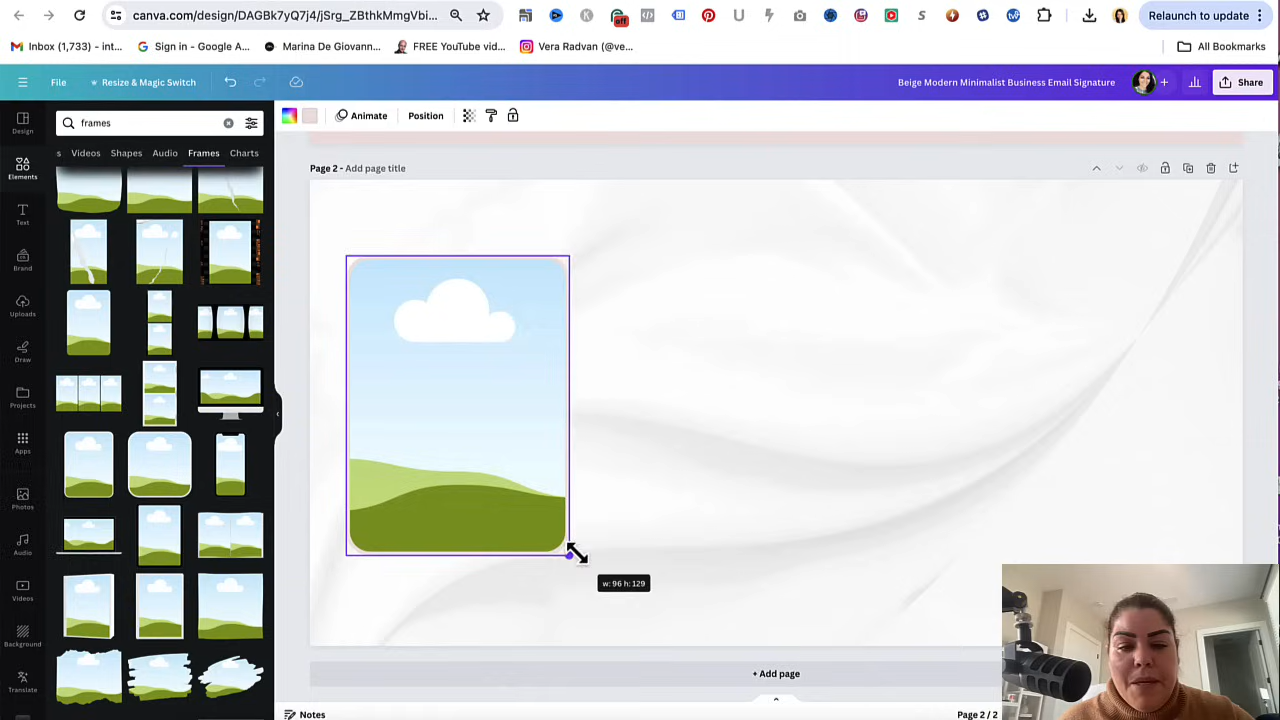 canva.com/design/DAGBk7yQ7j4/jSrg_ZBthkMmgVbi...
off
Relaunch to update
Inbox (1,733) - int...
Sign in - Google A...
Marina De Giovann...
FREE YouTube vid...
Vera Radvan (@ve...
All Bookmarks
File
Resize & Magic Switch
Beige Modern Minimalist Business Email Signature
Share
Design
Elements
Text
Brand
Uploads
Draw
Projects
Apps
Photos
Audio
Videos
Background
Translate
frames
s
Videos
Shapes
Audio
Frames
Charts
Animate
Position
Page 2 - Add page title
w: 96 h: 129
+ Add page
Notes
Page 2 / 2